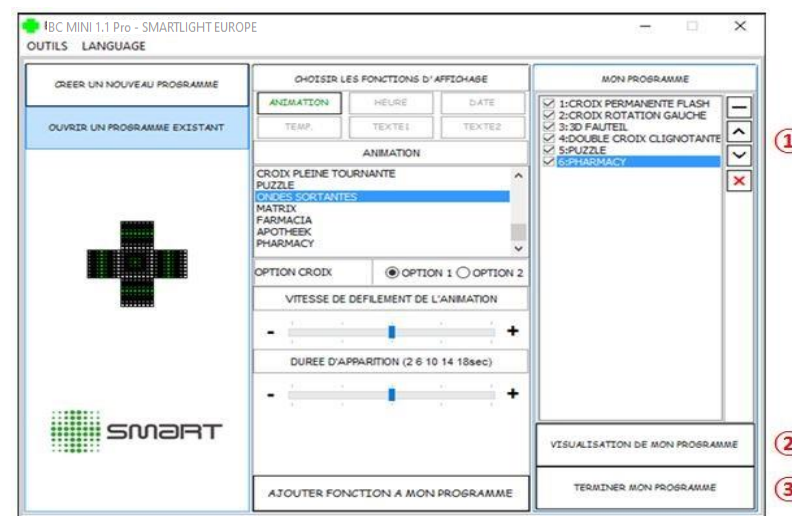 IBC MINI 1.1 Pro - SMARTLIGHT EUROPE
OUTILS LANGUAGE
CREER UN NOUVEAU PROGRAMME
OUVRIR UN PROGRAMME EXISTANT
SMART
CHOISIR LES FONCTIONS D'AFFICHAGE
ANIMATION HEURE DATE
TEMP. TEXTE1 TEXTE2
ANIMATION
CROIX PLEINE TOURNANTE
PUZZLE
ONDES SORTANTES
MATRIX
FARMACIA
APOTHEEK
PHARMACY
OPTION CROIX OPTION 1 OPTION 2
VITESSE DE DEFILEMENT DE L'ANIMATION
- +
DUREE D'APPARITION (2 6 10 14 18sec)
- +
AJOUTER FONCTION A MON PROGRAMME
MON PROGRAMME
1:CROIX PERMANENTE FLASH
2:CROIX ROTATION GAUCHE
3:3D FAUTEIL
4:DOUBLE CROIX CLIGNOTANTE
5:PUZZLE
6:PHARMACY
1
VISUALISATION DE MON PROGRAMME
2
TERMINER MON PROGRAMME
3